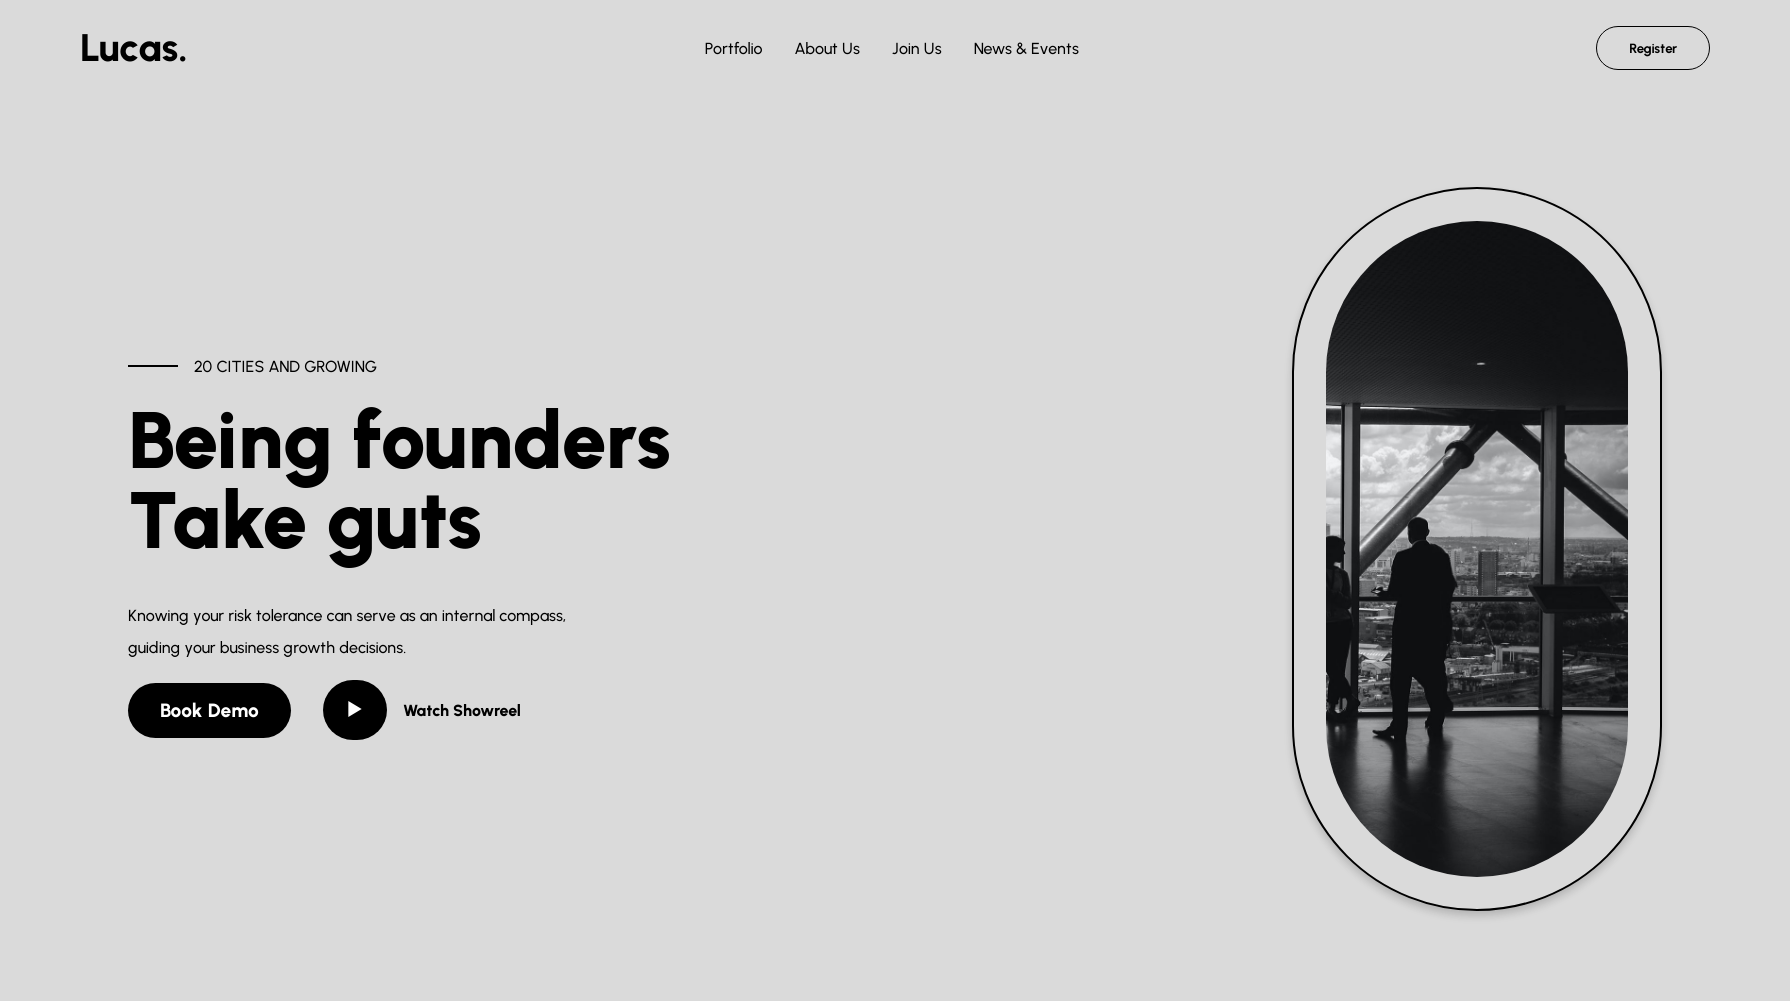 Lucas.
Portfolio
About Us
Join Us
News & Events
Register
20 CITIES AND GROWING
Being founders
Take guts
Knowing your risk tolerance can serve as an internal compass,
guiding your business growth decisions.
Book Demo
Watch Showreel